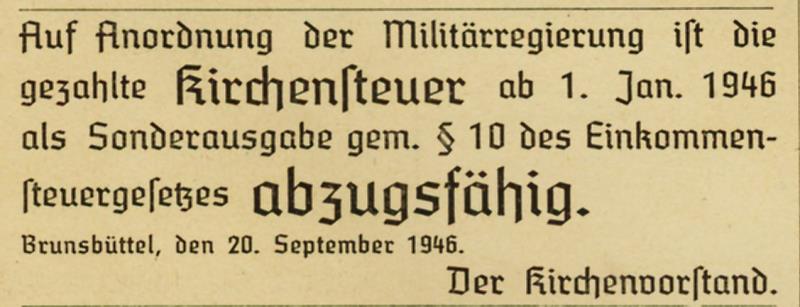 Auf Anordnung der Militärregierung iſt die
gezahlte Kirchenſteuer ab 1. Jan. 1946
als Sonderausgabe gem. § 10 des Einkommen-
ſteuergeſetzes abzugsfähig.
Brunsbüttel, den 20. September 1946.
Der Kirchenvorſtand.